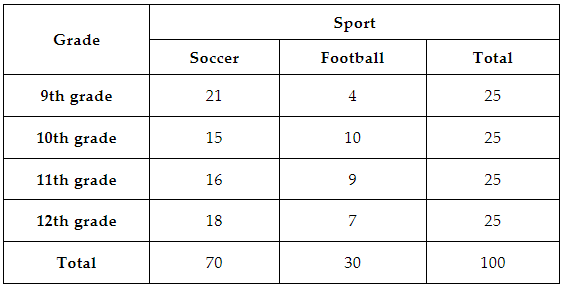 Grade
Sport
Soccer Football Total
9th grade 21 4 25
10th grade 15 10 25
11th grade 16 9 25
12th grade 18 7 25
Total 70 30 100